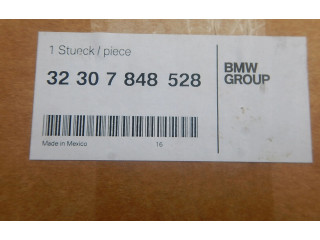 1 Stueck / piece
32 30 7 848 528
BMW
GROUP
Made in Mexico 16